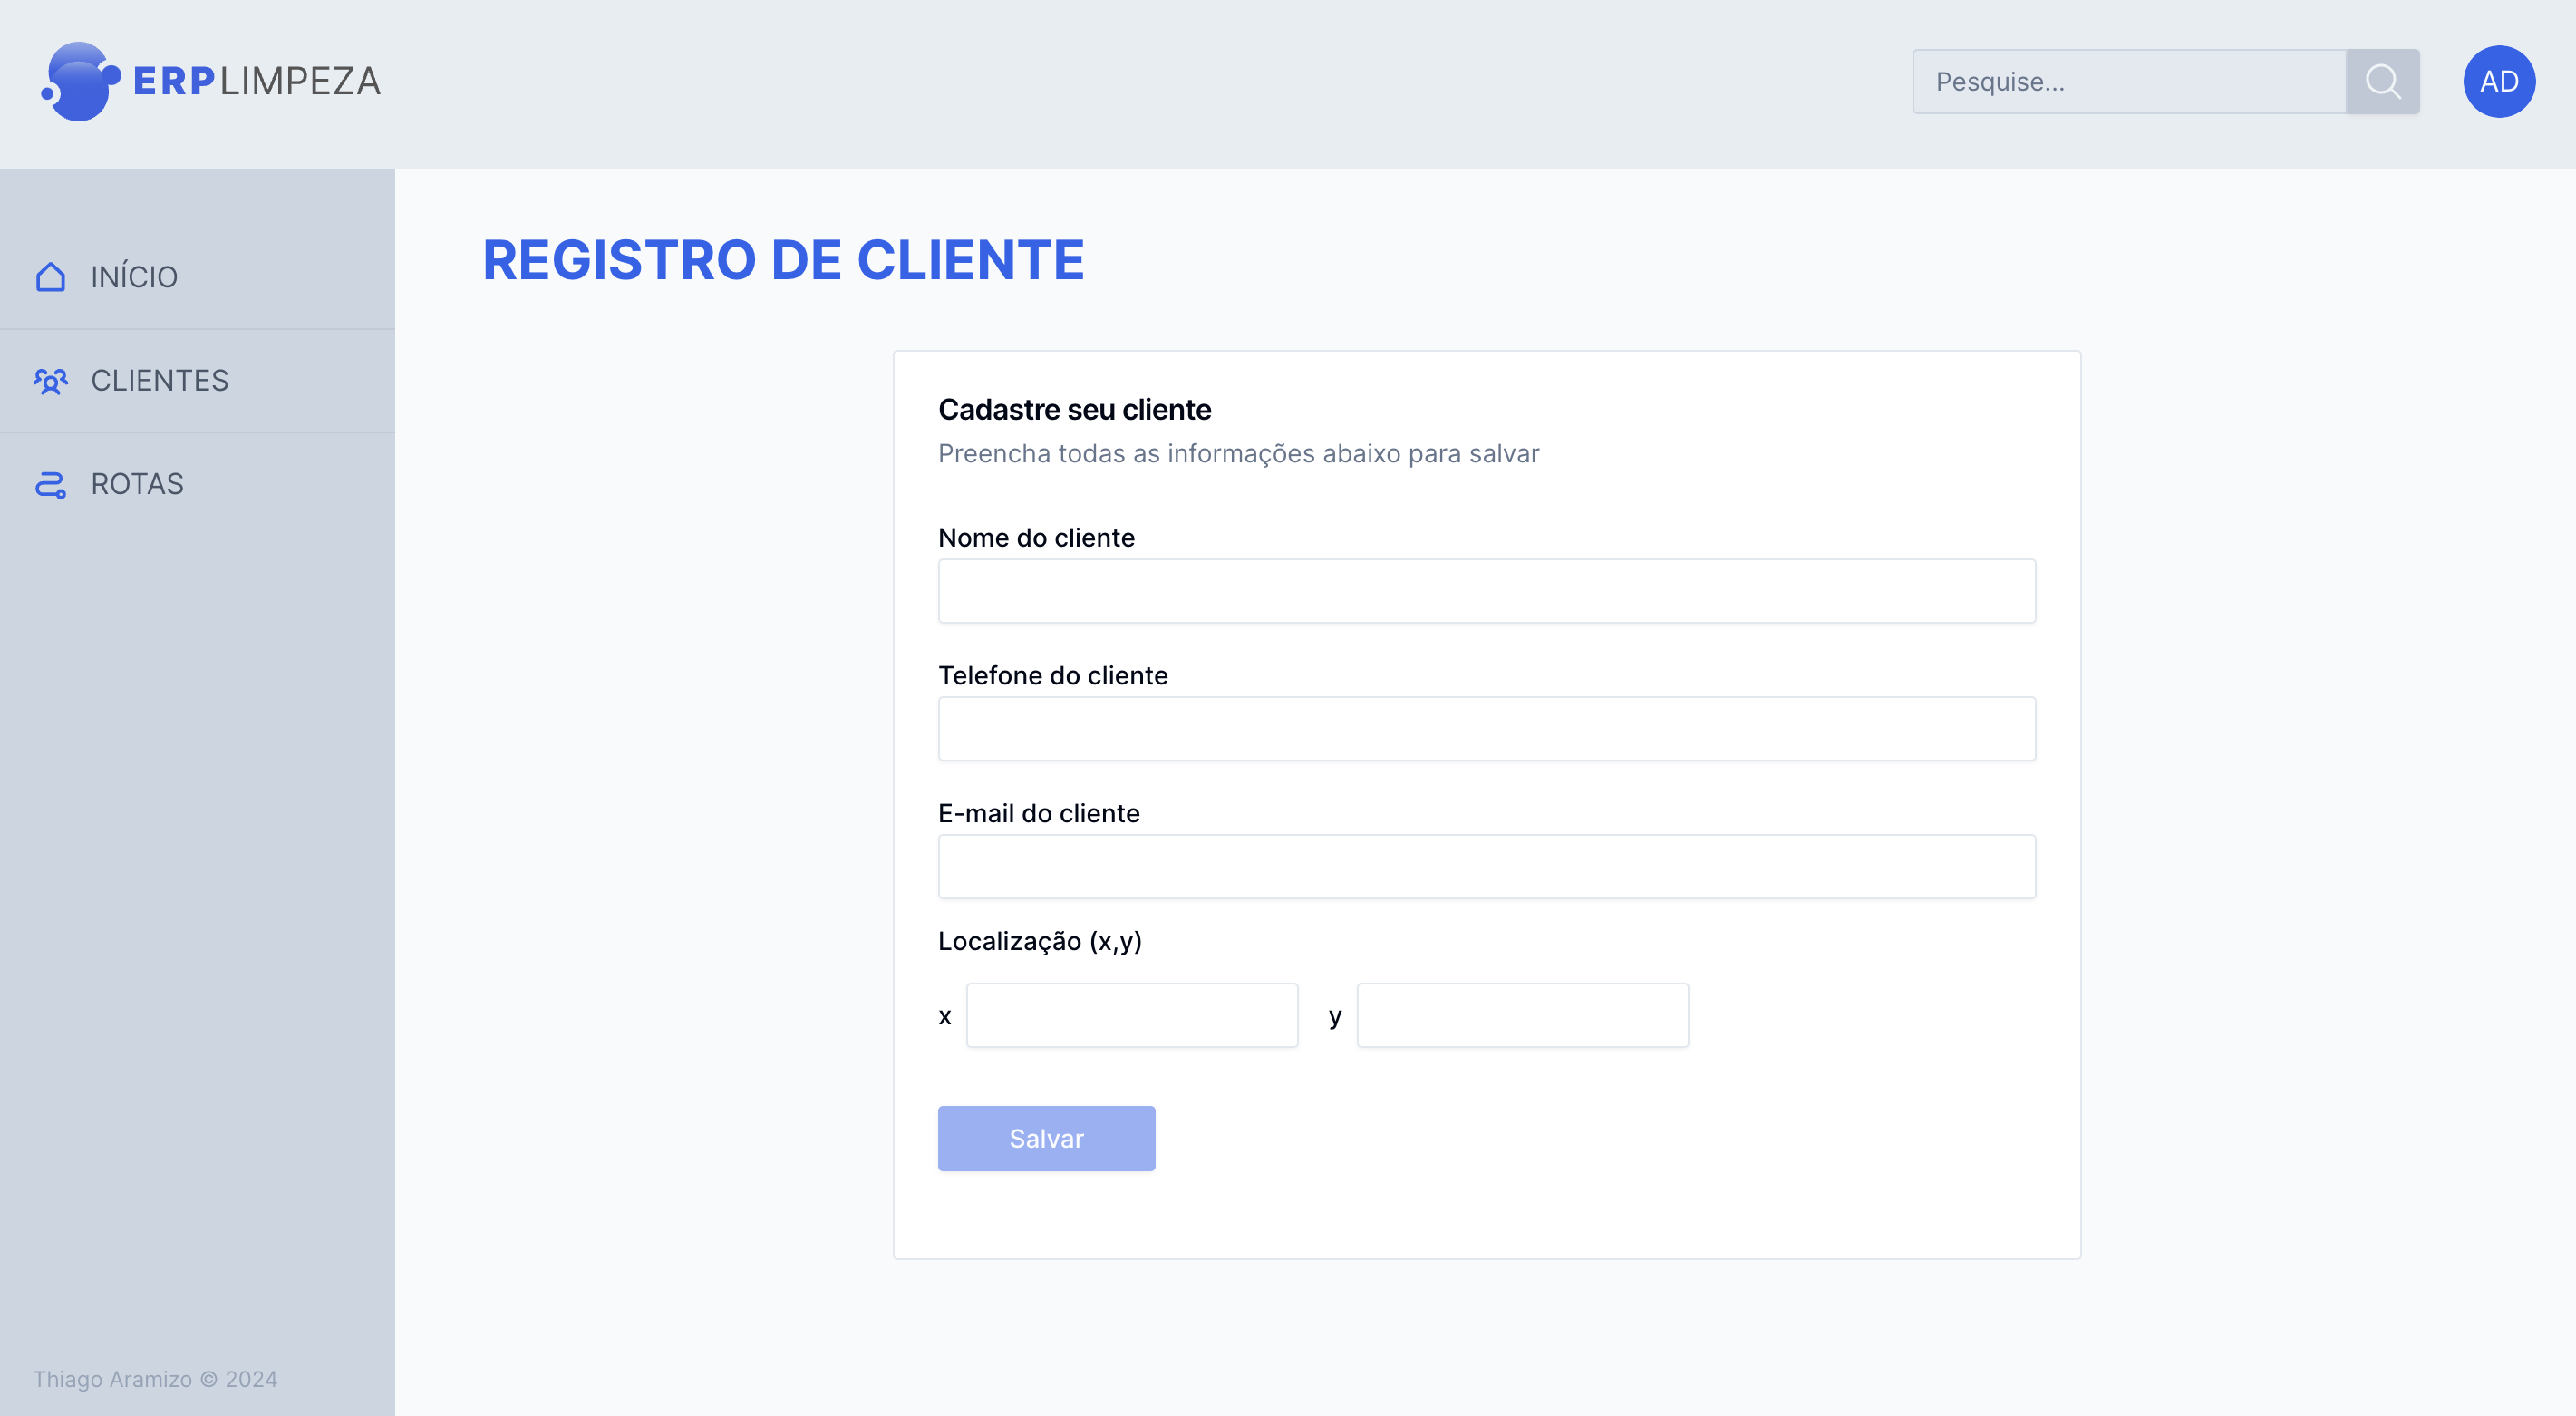 ERPLIMPEZA
Pesquise...
AD
INÍCIO
CLIENTES
ROTAS
Thiago Aramizo © 2024
REGISTRO DE CLIENTE
Cadastre seu cliente
Preencha todas as informações abaixo para salvar
Nome do cliente
Telefone do cliente
E-mail do cliente
Localização (x,y)
x y
Salvar